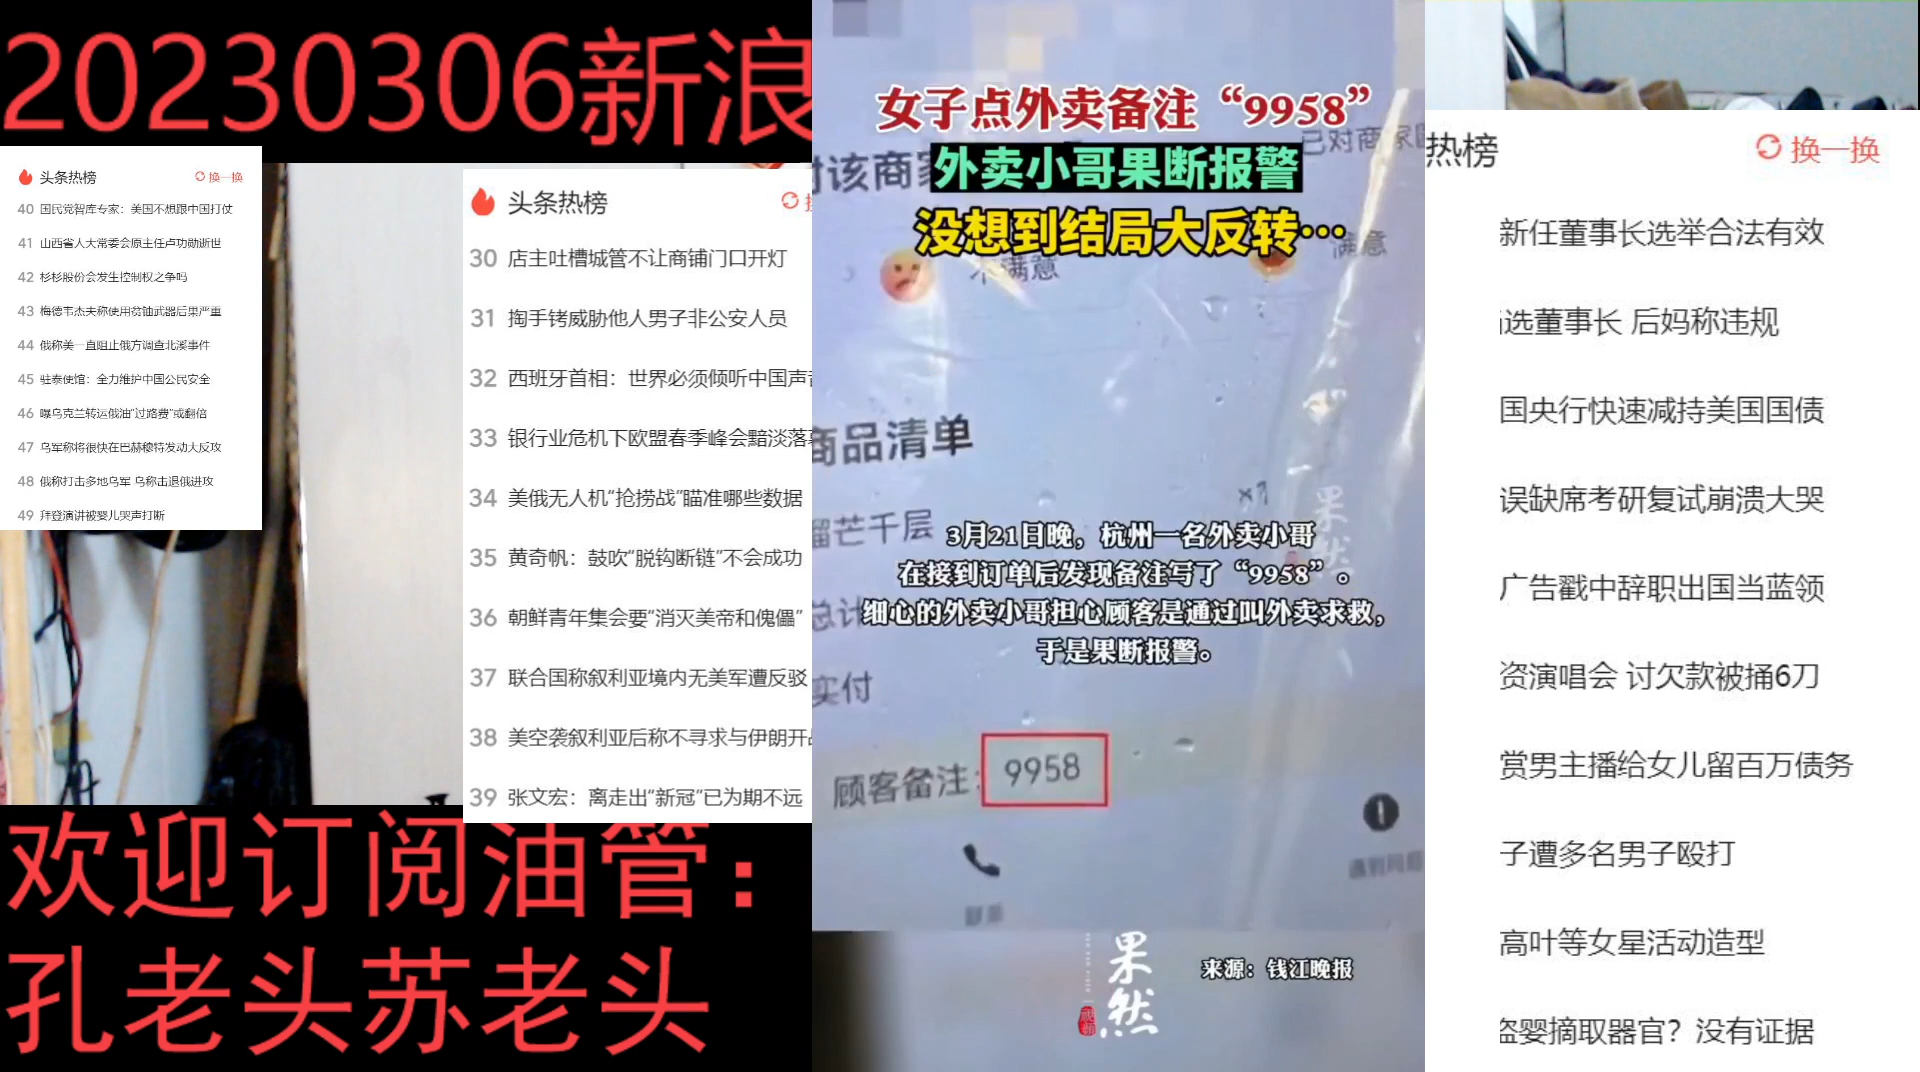 20230306新浪
头条热榜
换一换
40 国民党智库专家：美国不想跟中国打仗
41 山西省人大常委会原主任卢功勋逝世
42 杉杉股份会发生控制权之争吗
43 梅德韦杰夫称使用贫铀武器后果严重
44 俄称美一直阻止俄方调查北溪事件
45 驻泰使馆：全力维护中国公民安全
46 曝乌克兰转运俄油“过路费”或翻倍
47 乌军称将很快在巴赫穆特发动大反攻
48 俄称打击多地乌军 乌称击退俄进攻
49 拜登演讲被婴儿哭声打断
头条热榜
30 店主吐槽城管不让商铺门口开灯
31 掏手铐威胁他人男子非公安人员
32 西班牙首相：世界必须倾听中国声
33 银行业危机下欧盟春季峰会黯淡落
34 美俄无人机“抢捞战”瞄准哪些数据
35 黄奇帆：鼓吹“脱钩断链”不会成功
36 朝鲜青年集会要“消灭美帝和傀儡”
37 联合国称叙利亚境内无美军遭反驳
38 美空袭叙利亚后称不寻求与伊朗开
39 张文宏：离走出“新冠”已为期不远
欢迎订阅油管：
孔老头苏老头
女子点外卖备注“9958”
已对商家
对该商家
外卖小哥果断报警
没想到结局大反转…
不满意
满意
商品清单
x1
榴芒千层
3月21日晚，杭州一名外卖小哥
在接到订单后发现备注写了“9958”。
细心的外卖小哥担心顾客是通过叫外卖求救，
于是果断报警。
总计
实付
顾客备注：9958
果然
来源：钱江晚报
热榜
换一换
新任董事长选举合法有效
选董事长 后妈称违规
国央行快速减持美国国债
误缺席考研复试崩溃大哭
广告戳中辞职出国当蓝领
资演唱会 讨欠款被捅6刀
赏男主播给女儿留百万债务
子遭多名男子殴打
高叶等女星活动造型
盗婴摘取器官？没有证据